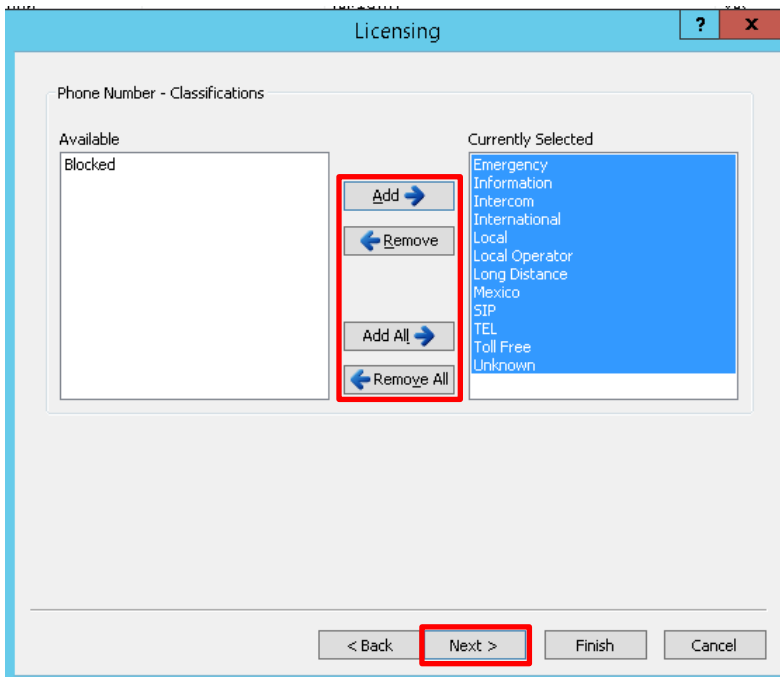 Licensing
?
x
Phone Number - Classifications
Available
Currently Selected
Blocked
Add
Remove
Add All
Remove All
Emergency
Information
Intercom
International
Local
Local Operator
Long Distance
Mexico
SIP
TEL
Toll Free
Unknown
< Back
Next >
Finish
Cancel